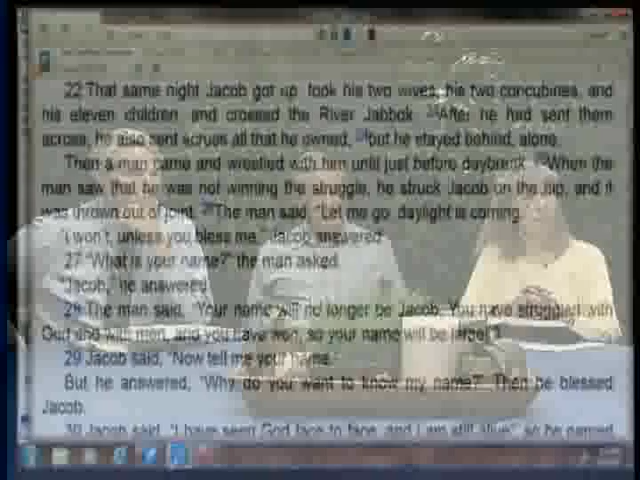 22 That same night Jacob got up, took his two wives, his two concubines, and
his eleven children, and crossed the River Jabbok. After he had sent them
across, he also sent across all that he owned, but he stayed behind, alone.
Then a man came and wrestled with him until just before daybreak. When the
man saw that he was not winning the struggle, he struck Jacob on the hip, and it
was thrown out of joint. The man said, "Let me go, daylight is coming."
"I won't, unless you bless me," Jacob answered.
27 "What is your name?" the man asked.
"Jacob," he answered.
28 The man said, "Your name will no longer be Jacob. You have struggled with
God and with men, and you have won; so your name will be Israel."
29 Jacob said, "Now tell me your name."
But he answered, "Why do you want to know my name?" Then he blessed
Jacob.
30 Jacob said, "I have seen God face to face, and I am still alive"; so he named